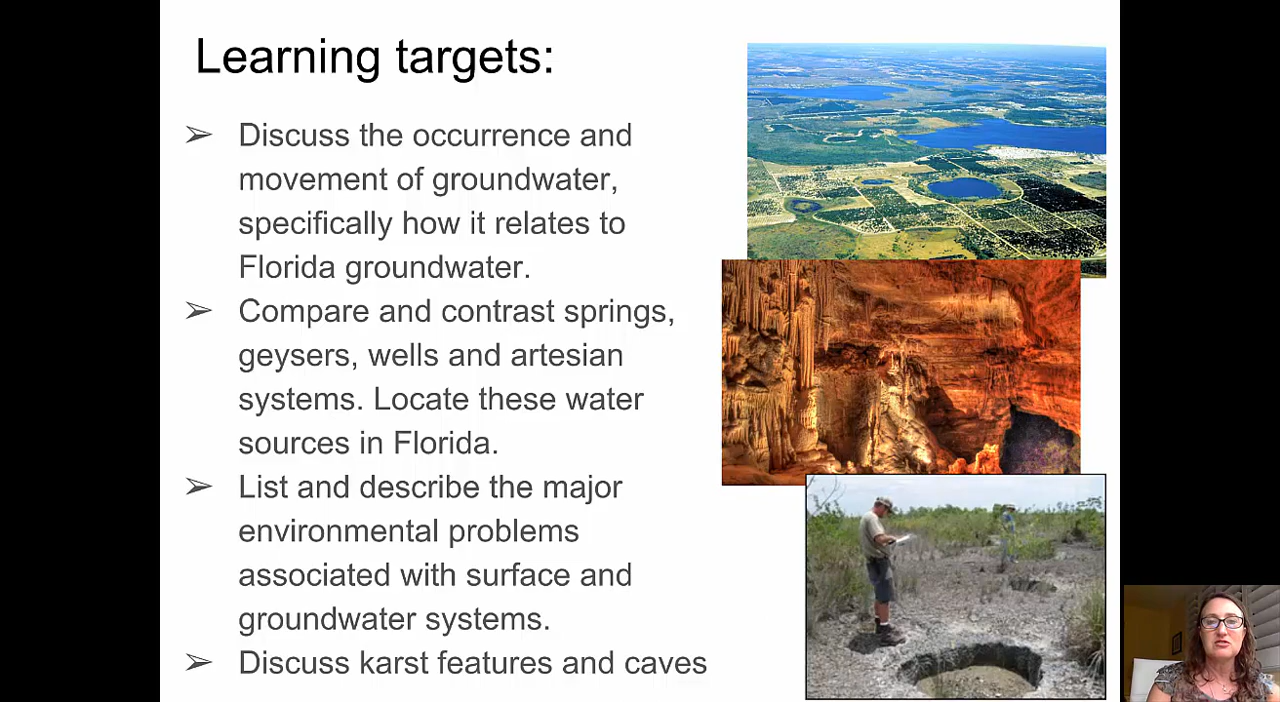 Learning targets:
➢ Discuss the occurrence and
movement of groundwater,
specifically how it relates to
Florida groundwater.
➢ Compare and contrast springs,
geysers, wells and artesian
systems. Locate these water
sources in Florida.
➢ List and describe the major
environmental problems
associated with surface and
groundwater systems.
➢ Discuss karst features and caves